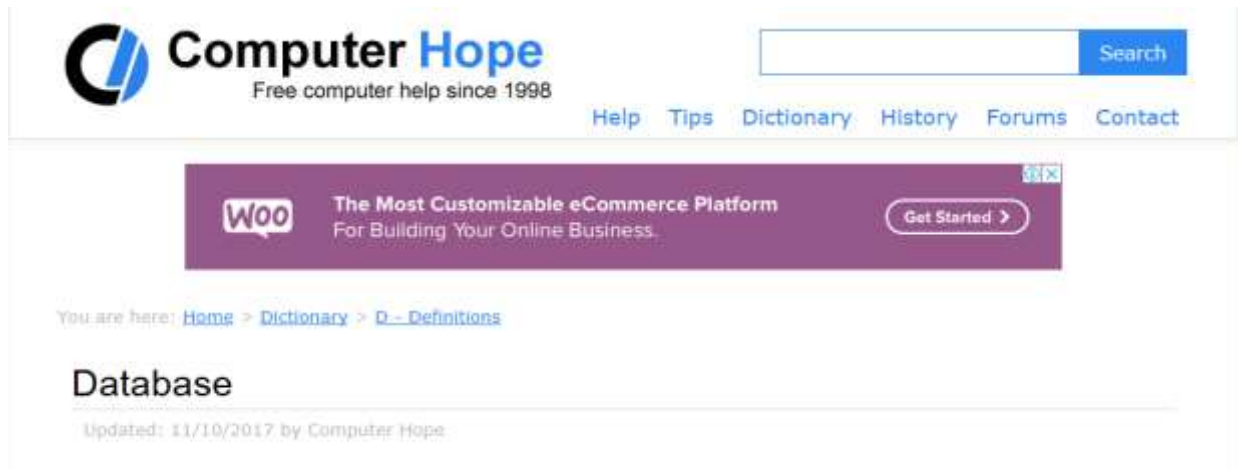 Computer Hope
Free computer help since 1998
Search
Help Tips Dictionary History Forums Contact
WOO
The Most Customizable eCommerce Platform
For Building Your Online Business.
Get Started >
You are here: Home > Dictionary > D - Definitions
Database
Updated: 11/10/2017 by Computer Hope